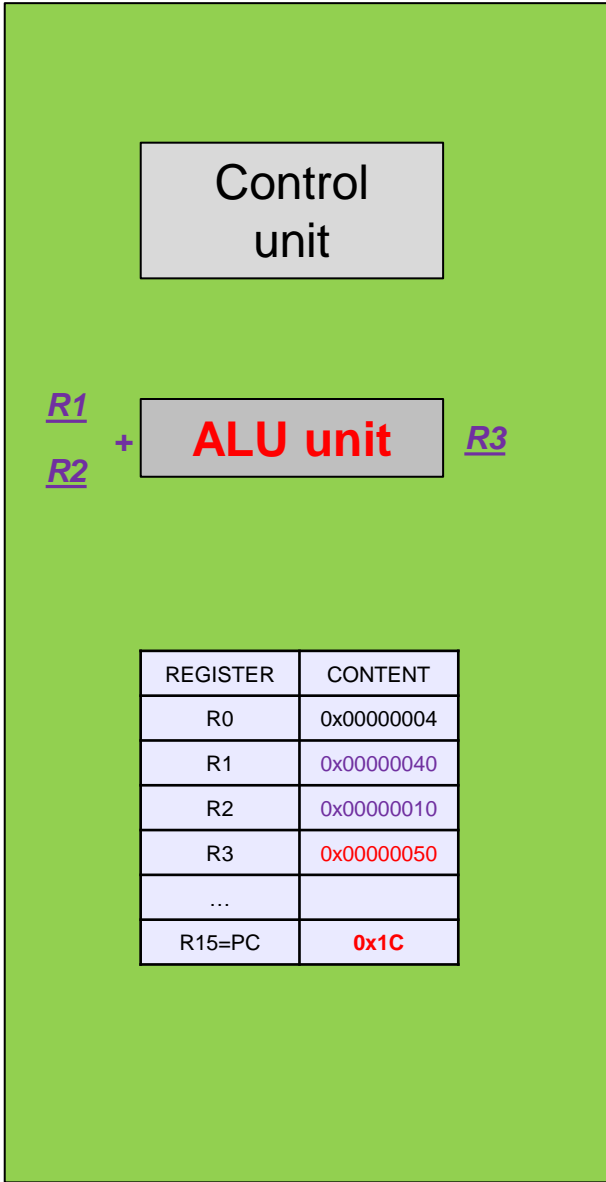 Control
unit
R1
+
R2
ALU unit
R3
REGISTER CONTENT
R0 0x00000004
R1 0x00000040
R2 0x00000010
R3 0x00000050
…
R15=PC 0x1C